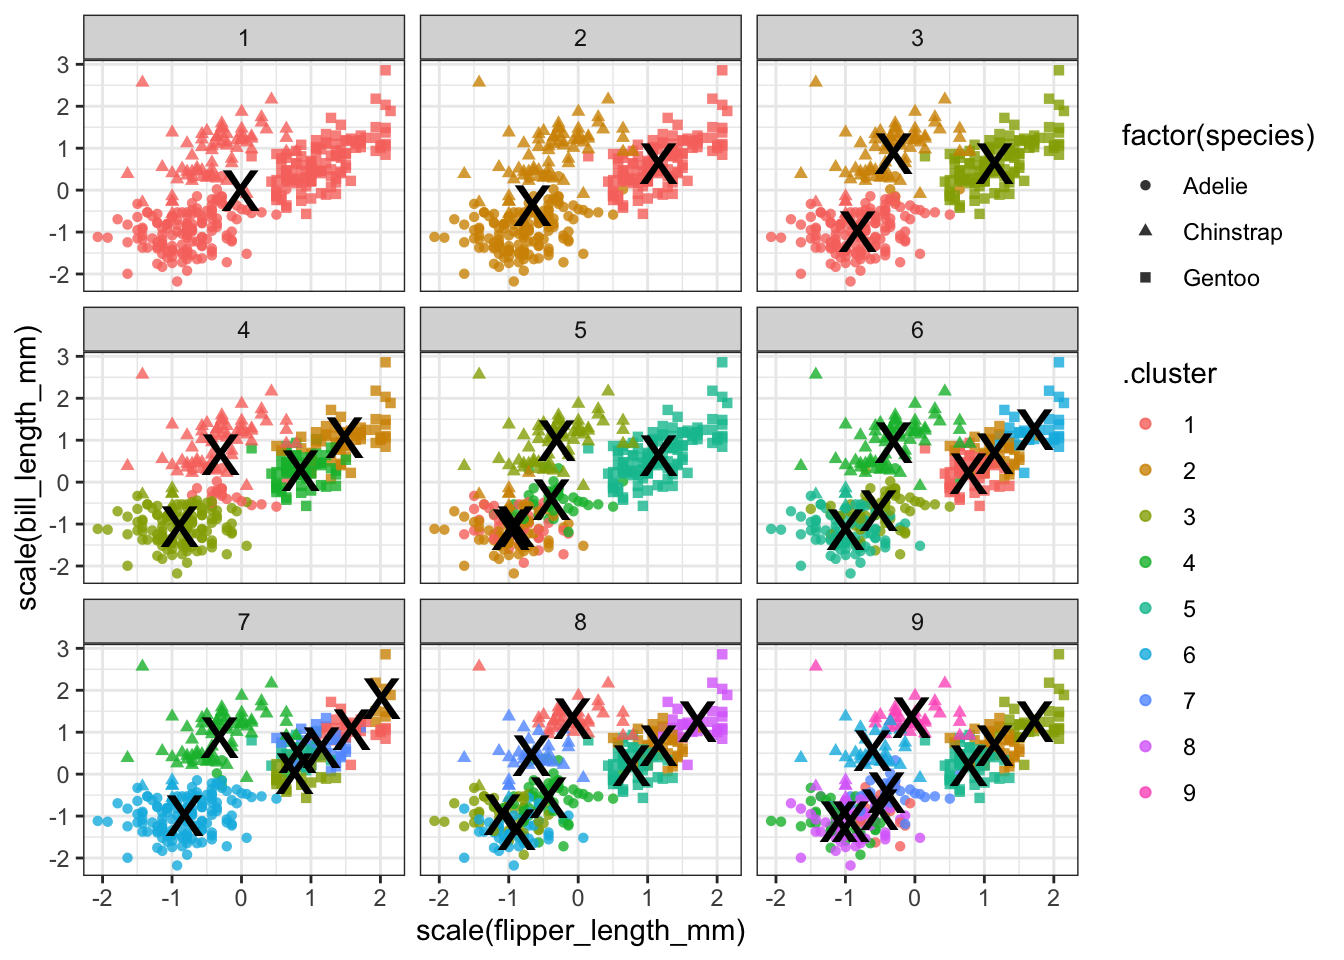 1 2 3
3
2
1
0
-1
-2
4 5 6
3
2
1
0
-1
-2
7 8 9
3
2
1
0
-1
-2
-2 -1 0 1 2 -2 -1 0 1 2 -2 -1 0 1 2
scale(flipper_length_mm)
scale(bill_length_mm)
factor(species)
Adelie
Chinstrap
Gentoo
.cluster
1
2
3
4
5
6
7
8
9